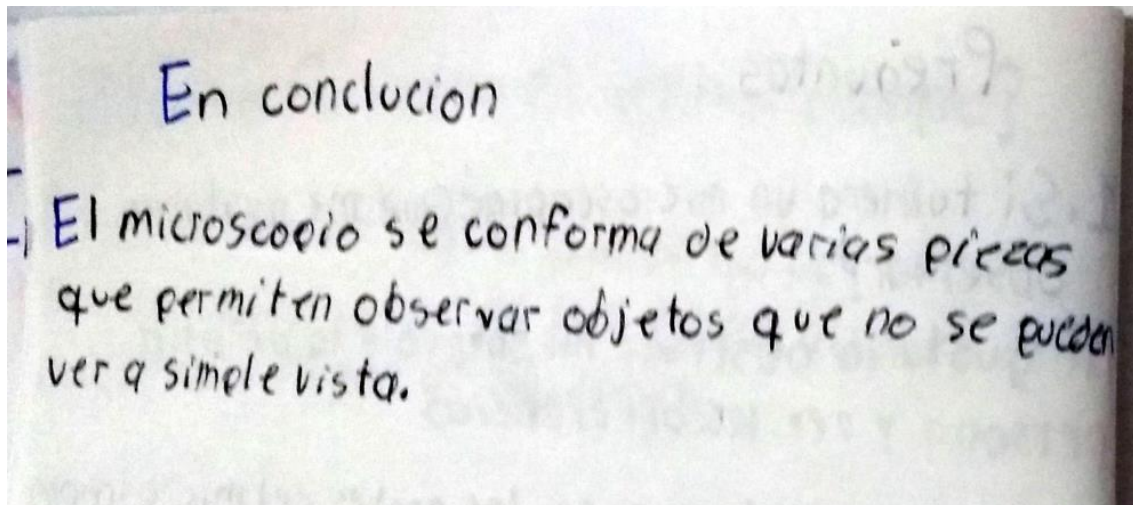 En conclucion
-| El microscopio se conforma de varias piezas
que permiten observar objetos que no se pueden
ver a simple vista.